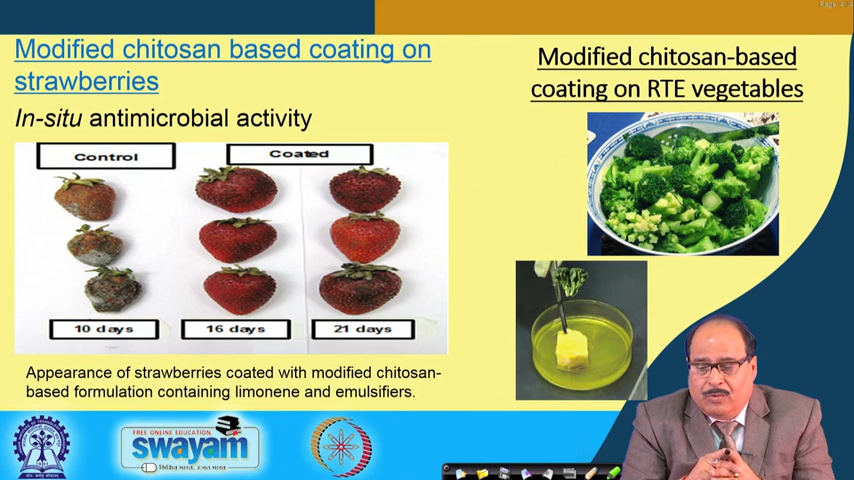 Modified chitosan based coating on
strawberries
In-situ antimicrobial activity
Control
Coated
10 days
16 days
21 days
Appearance of strawberries coated with modified chitosan-
based formulation containing limonene and emulsifiers.
Modified chitosan-based
coating on RTE vegetables
FREE ONLINE EDUCATION
swayam